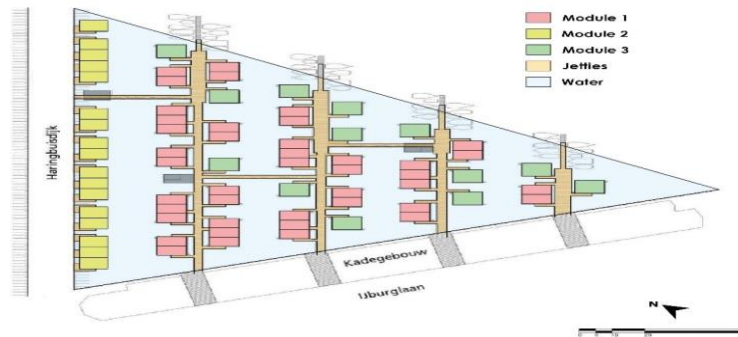 Module 1
Module 2
Module 3
Jetties
Water
Haringbuisdijk
Kadegebouw
IJburglaan
N